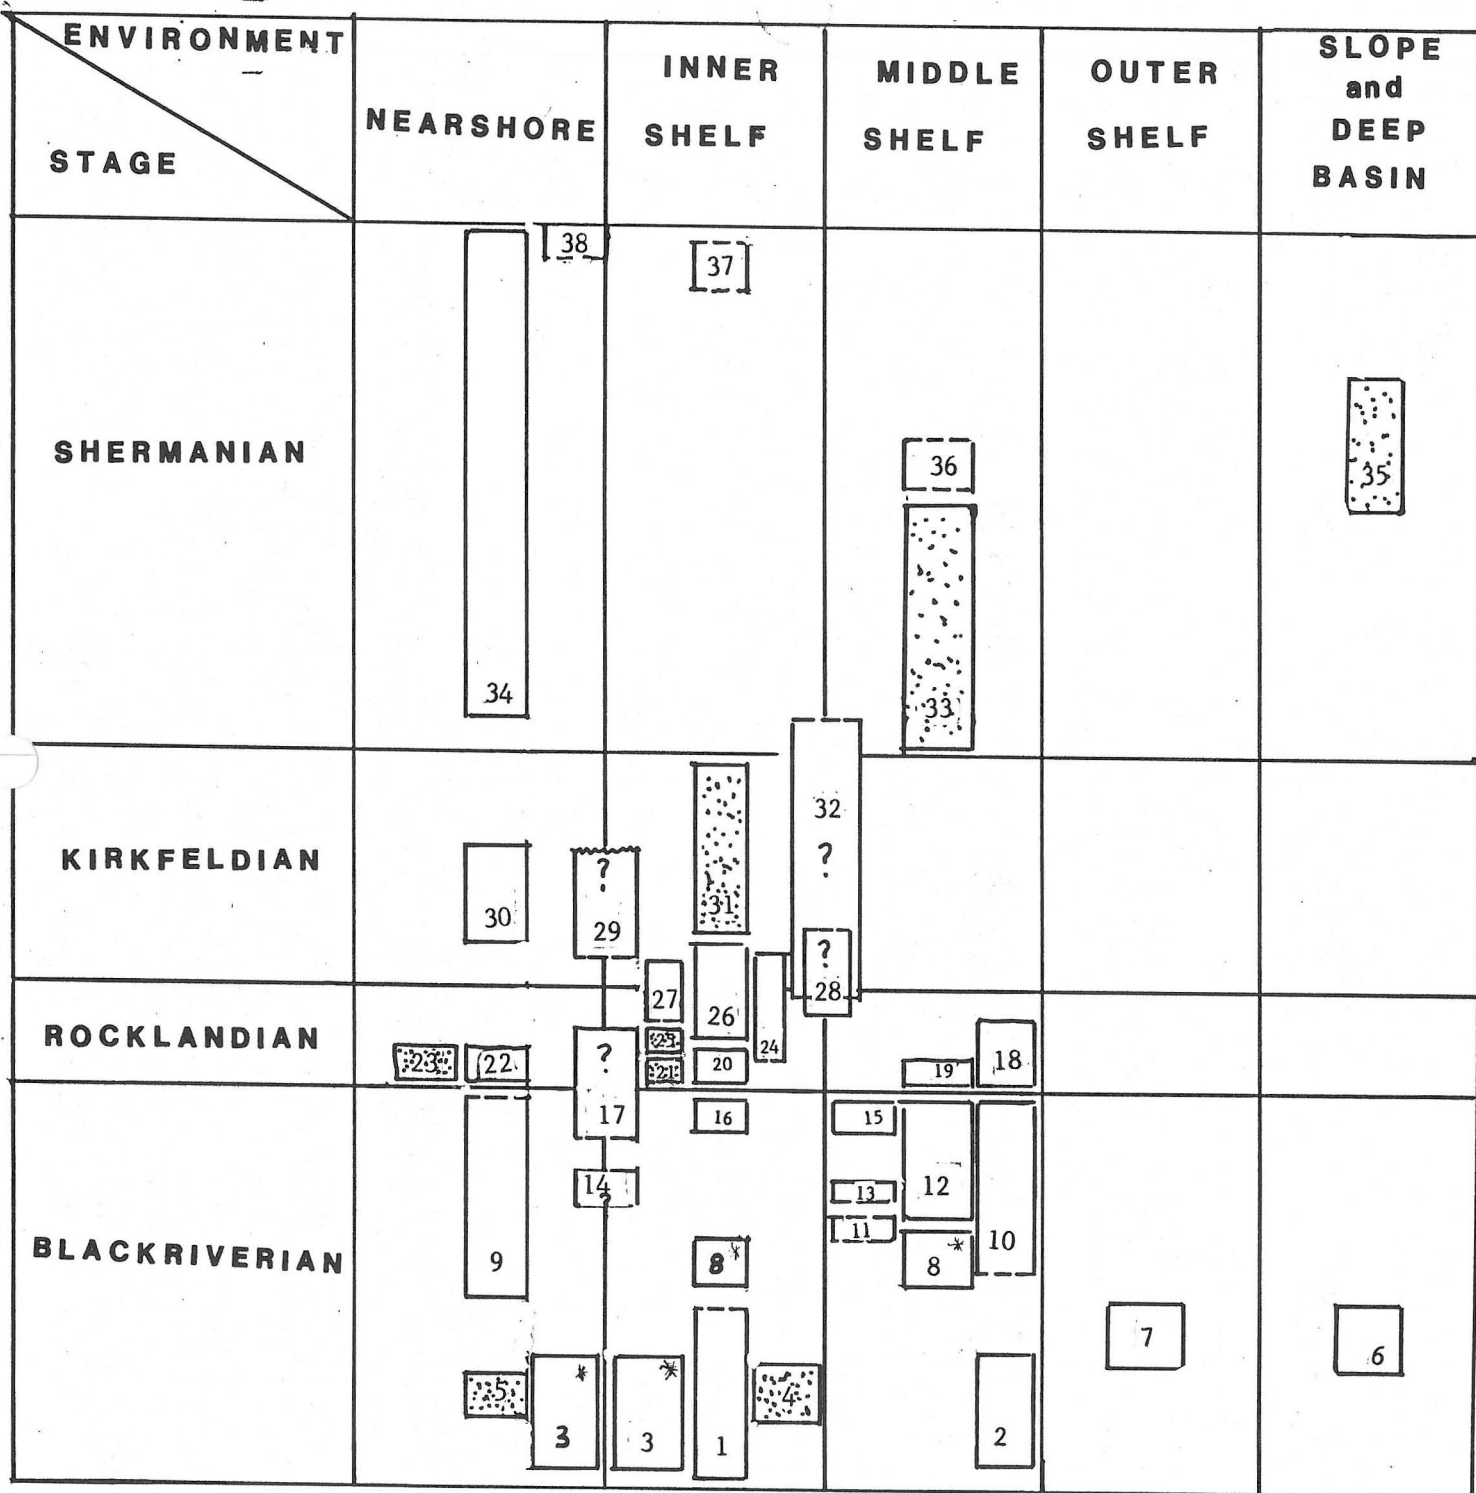 ENVIRONMENT
STAGE
NEARSHORE
INNER
SHELF
MIDDLE
SHELF
OUTER
SHELF
SLOPE
and
DEEP
BASIN
SHERMANIAN
38
37
36
35
34
33
KIRKFELDIAN
32
?
31
30
?
29
?
28
27
26
ROCKLANDIAN
25
24
23
22
21
20
19
18
?
17
BLACKRIVERIAN
16
15
14
?
13
12
11
10
9
8 *
8 *
7
6
5
* 3
* 3
4
1
2